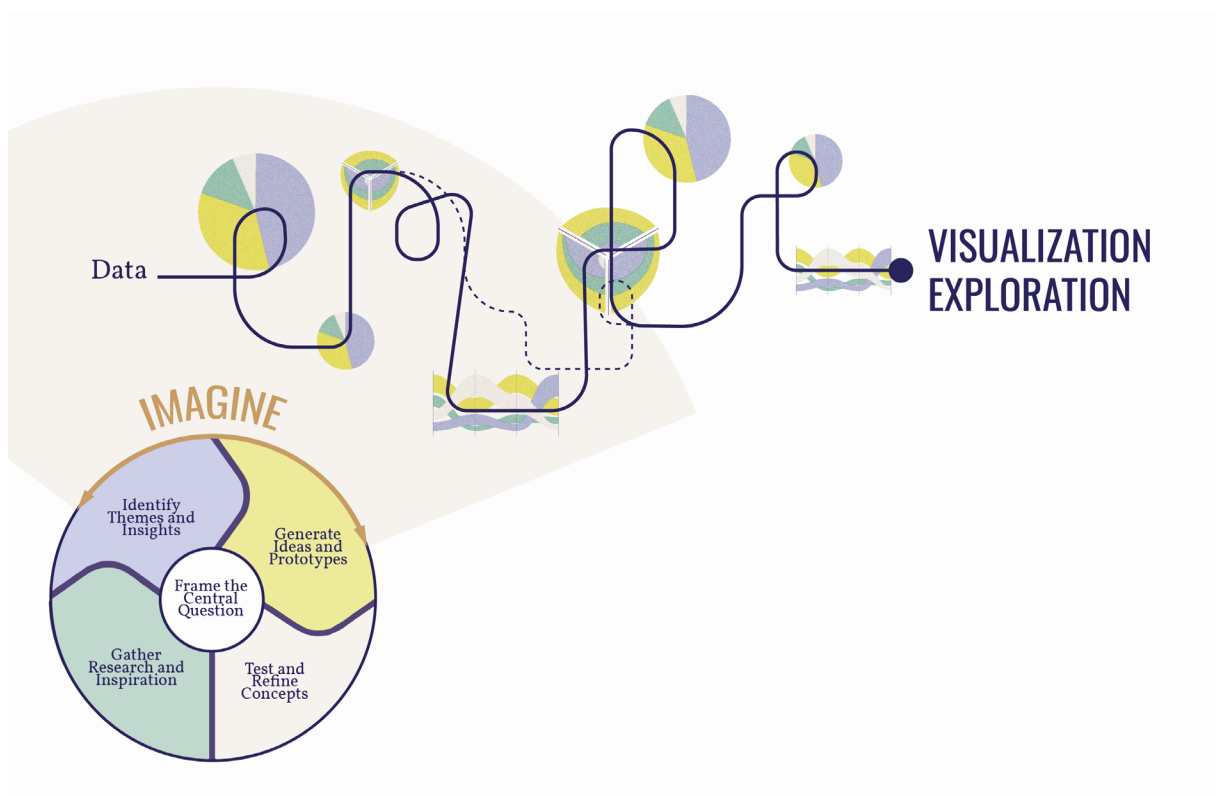 Data
VISUALIZATION
EXPLORATION
IMAGINE
Identify
Themes and
Insights
Generate
Ideas and
Prototypes
Frame the
Central
Question
Gather
Research and
Inspiration
Test and
Refine
Concepts